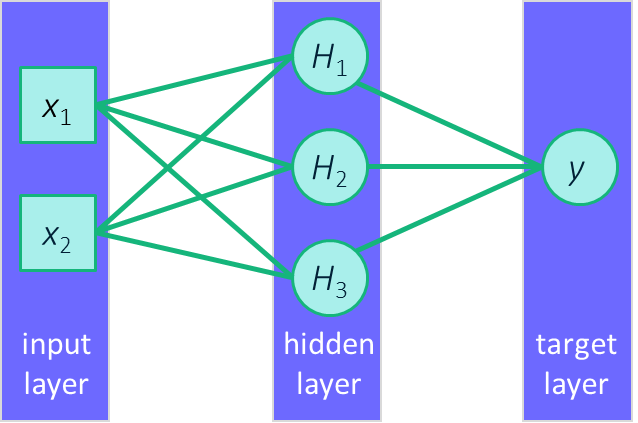 x₁
x₂
input
layer
H₁
H₂
H₃
hidden
layer
y
target
layer